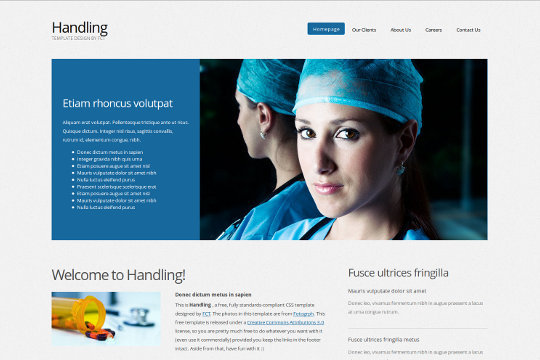 Handling
TEMPLATE DESIGN BY FCT
Homepage
Our Clients
About Us
Careers
Contact Us
Etiam rhoncus volutpat
Aliquam erat volutpat. Pellentesque tristique ante ut risus.
Quisque dictum. Integer nisl risus, sagittis convallis,
rutrum id, elementum congue, nibh.
Donec dictum metus in sapien
Integer gravida nibh quis urna
Etiam posuere augue sit amet nisl
Mauris vulputate dolor sit amet nibh
Nulla luctus eleifend purus
Praesent scelerisque scelerisque erat
Etiam posuere augue sit amet nisl
Mauris vulputate dolor sit amet nibh
Nulla luctus eleifend purus
Welcome to Handling!
Donec dictum metus in sapien
This is Handling , a free, fully standards-compliant CSS template
designed by FCT. The photos in this template are from Fotogrph. This
free template is released under a Creative Commons Attributions 3.0
license, so you are pretty much free to do whatever you want with it
(even use it commercially) provided you keep the links in the footer
intact. Aside from that, have fun with it :)
Fusce ultrices fringilla
Mauris vulputate dolor sit amet
Donec leo, vivamus fermentum nibh in augue praesent a lacus
at urna congue rutrum.
Fusce ultrices fringilla metus
Donec leo, vivamus fermentum nibh in augue praesent a lacus